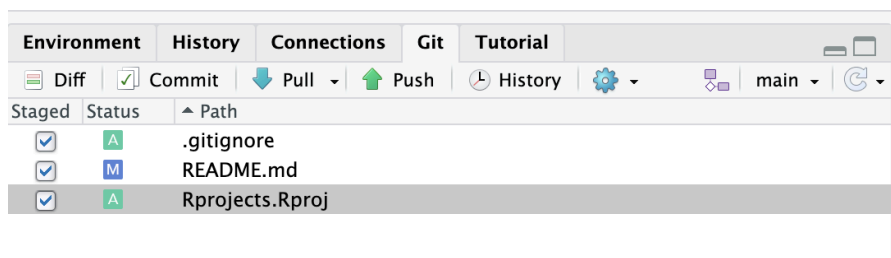 Environment History Connections Git Tutorial
Diff Commit Pull Push History main
Staged Status Path
A .gitignore
M README.md
A Rprojects.Rproj